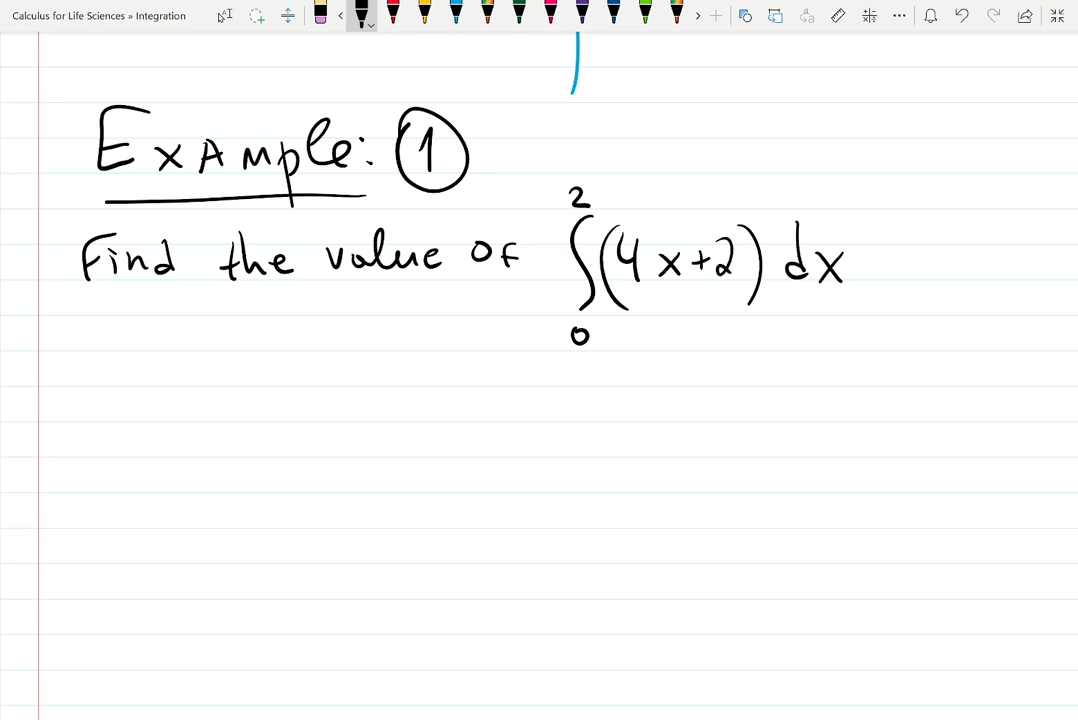 Calculus for Life Sciences » Integration
Example: 1
Find the value of ∫₀² (4x+2) dx